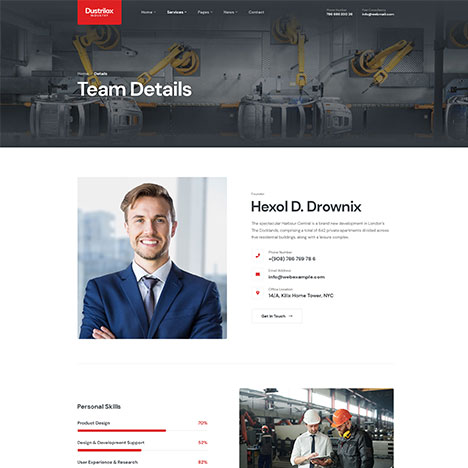 Dustrilox
INDUSTRY
Home Services Pages News Contact
Phone Number
786 699 890 36
Free Consultancy
info@webmail.com
Home Details
Team Details
Founder
Hexol D. Drownix
The spectacular Harbour Central is a brand new development in London's
The Docklands, comprising a total of 642 private apartments divided across
five residential buildings, along with a leisure complex.
Phone Number
+(908) 786 769 78 6
Email Address
info@webexample.com
Office Location
14/A, Kilix Home Tower, NYC
Get In Touch →
Personal Skills
Product Design 70%
Design & Development Support 52%
User Experience & Research 82%